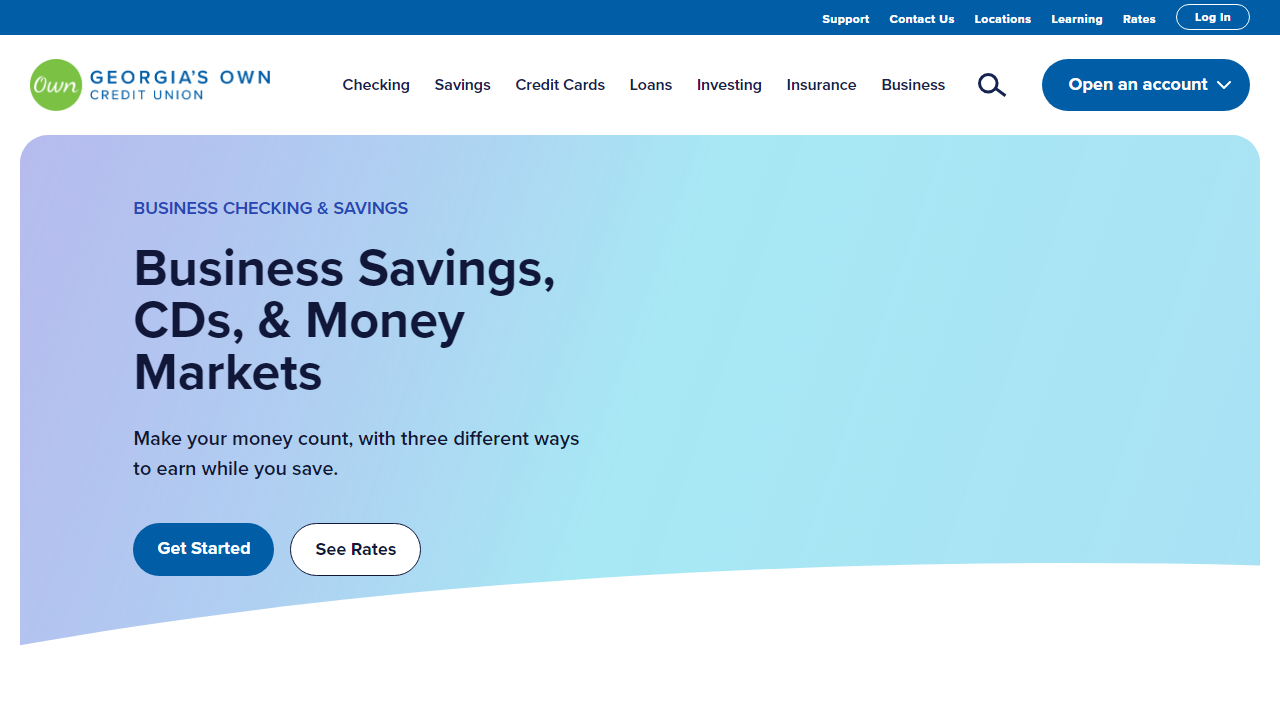 Support Contact Us Locations Learning Rates Log In
Own GEORGIA'S OWN
CREDIT UNION
Checking Savings Credit Cards Loans Investing Insurance Business Open an account
BUSINESS CHECKING & SAVINGS
Business Savings,
CDs, & Money
Markets
Make your money count, with three different ways
to earn while you save.
Get Started See Rates